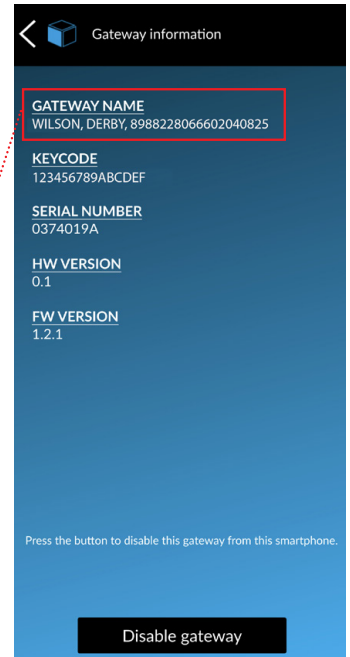 Gateway information
GATEWAY NAME
WILSON, DERBY, 8988228066602040825
KEYCODE
123456789ABCDEF
SERIAL NUMBER
0374019A
HW VERSION
0.1
FW VERSION
1.2.1
Press the button to disable this gateway from this smartphone.
Disable gateway